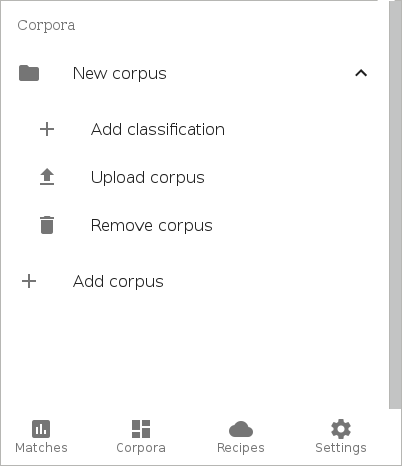 Corpora
New corpus
Add classification
Upload corpus
Remove corpus
Add corpus
Matches Corpora Recipes Settings